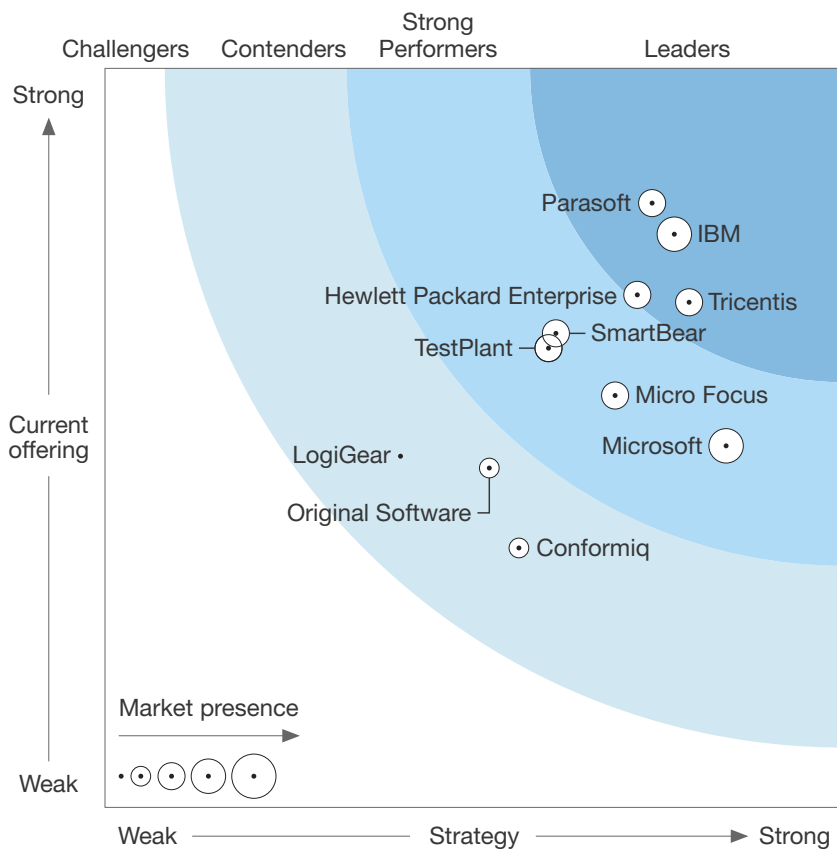 Strong
Performers
Challengers
Contenders
Leaders
Strong
Parasoft
IBM
Hewlett Packard Enterprise
Tricentis
SmartBear
TestPlant
Micro Focus
Current
offering
Microsoft
LogiGear
Original Software
Conformiq
Market presence
Weak
Weak
Strategy
Strong